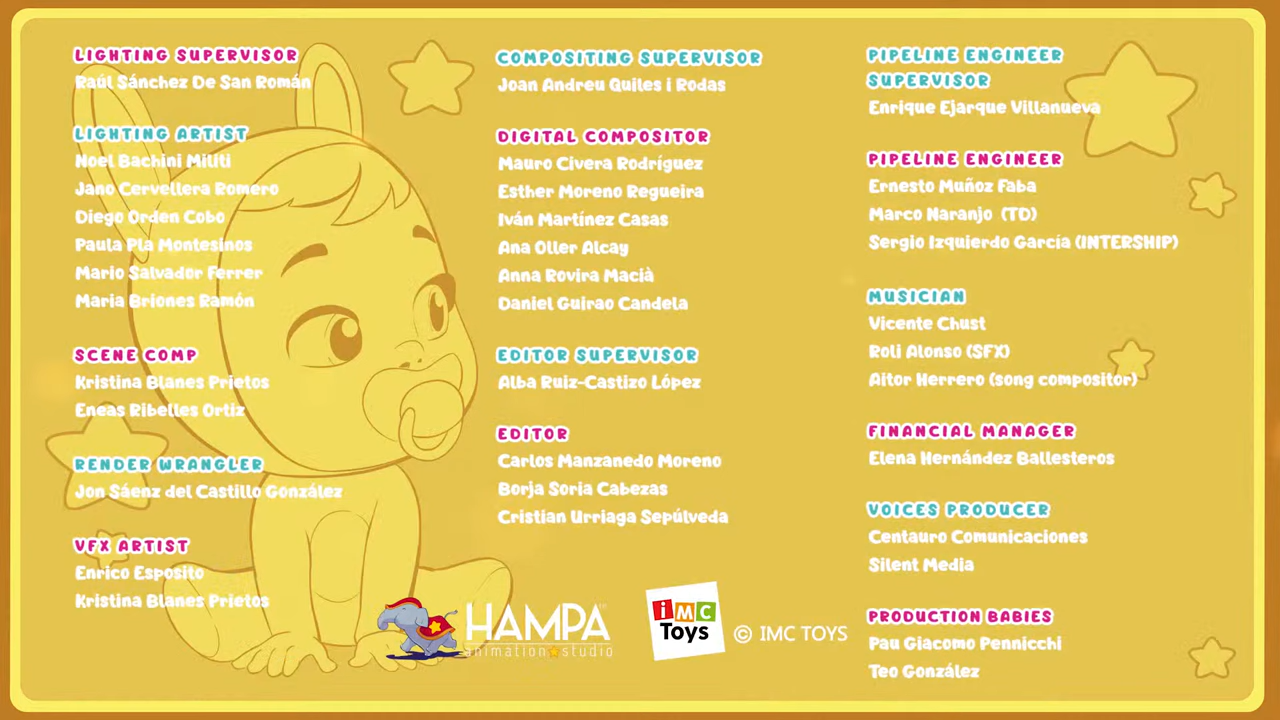 LIGHTING SUPERVISOR
Raúl Sánchez De San Román
LIGHTING ARTIST
Noel Bachini Militi
Jano Cervellera Romero
Diego Orden Cobo
Paula Pla Montesinos
Mario Salvador Ferrer
Maria Briones Ramón
SCENE COMP
Kristina Blanes Prietos
Eneas Ribelles Ortiz
RENDER WRANGLER
Jon Sáenz del Castillo González
VFX ARTIST
Enrico Esposito
Kristina Blanes Prietos
COMPOSITING SUPERVISOR
Joan Andreu Quiles i Rodas
DIGITAL COMPOSITOR
Mauro Civera Rodríguez
Esther Moreno Regueira
Iván Martínez Casas
Ana Oller Alcay
Anna Rovira Macià
Daniel Guirao Candela
EDITOR SUPERVISOR
Alba Ruiz-Castizo López
EDITOR
Carlos Manzanedo Moreno
Borja Soria Cabezas
Cristian Urriaga Sepúlveda
PIPELINE ENGINEER
SUPERVISOR
Enrique Ejarque Villanueva
PIPELINE ENGINEER
Ernesto Muñoz Faba
Marco Naranjo (TD)
Sergio Izquierdo García (INTERSHIP)
MUSICIAN
Vicente Chust
Roli Alonso (SFX)
Aitor Herrero (song compositor)
FINANCIAL MANAGER
Elena Hernández Ballesteros
VOICES PRODUCER
Centauro Comunicaciones
Silent Media
PRODUCTION BABIES
Pau Giacomo Pennicchi
Teo González
HAMPA
animation studio
imc
Toys
© IMC TOYS